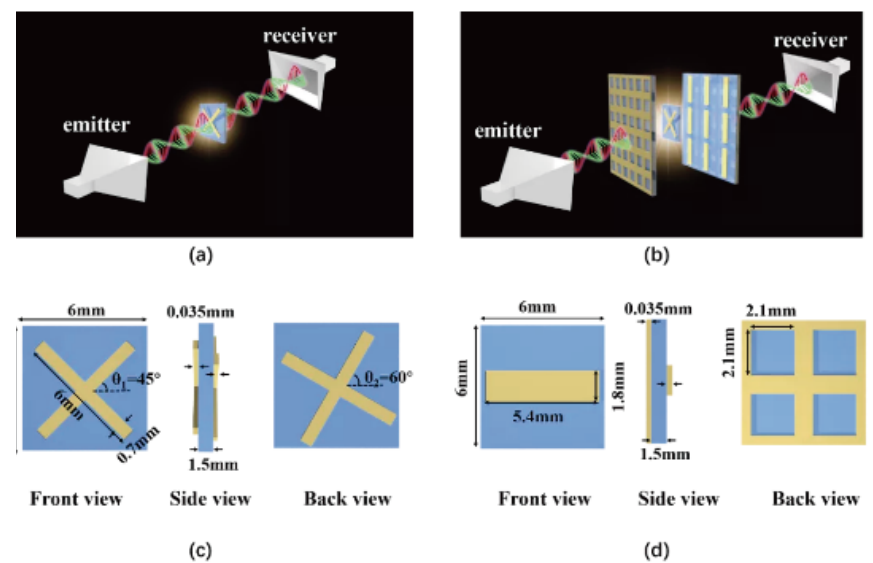 receiver
emitter
(a)
receiver
emitter
(b)
6mm
0.035mm
θ₁=45°
6mm
0.7mm
θ₂=60°
1.5mm
Front view
Side view
Back view
(c)
6mm
0.035mm
2.1mm
6mm
2.1mm
1.8mm
5.4mm
1.5mm
Front view
Side view
Back view
(d)